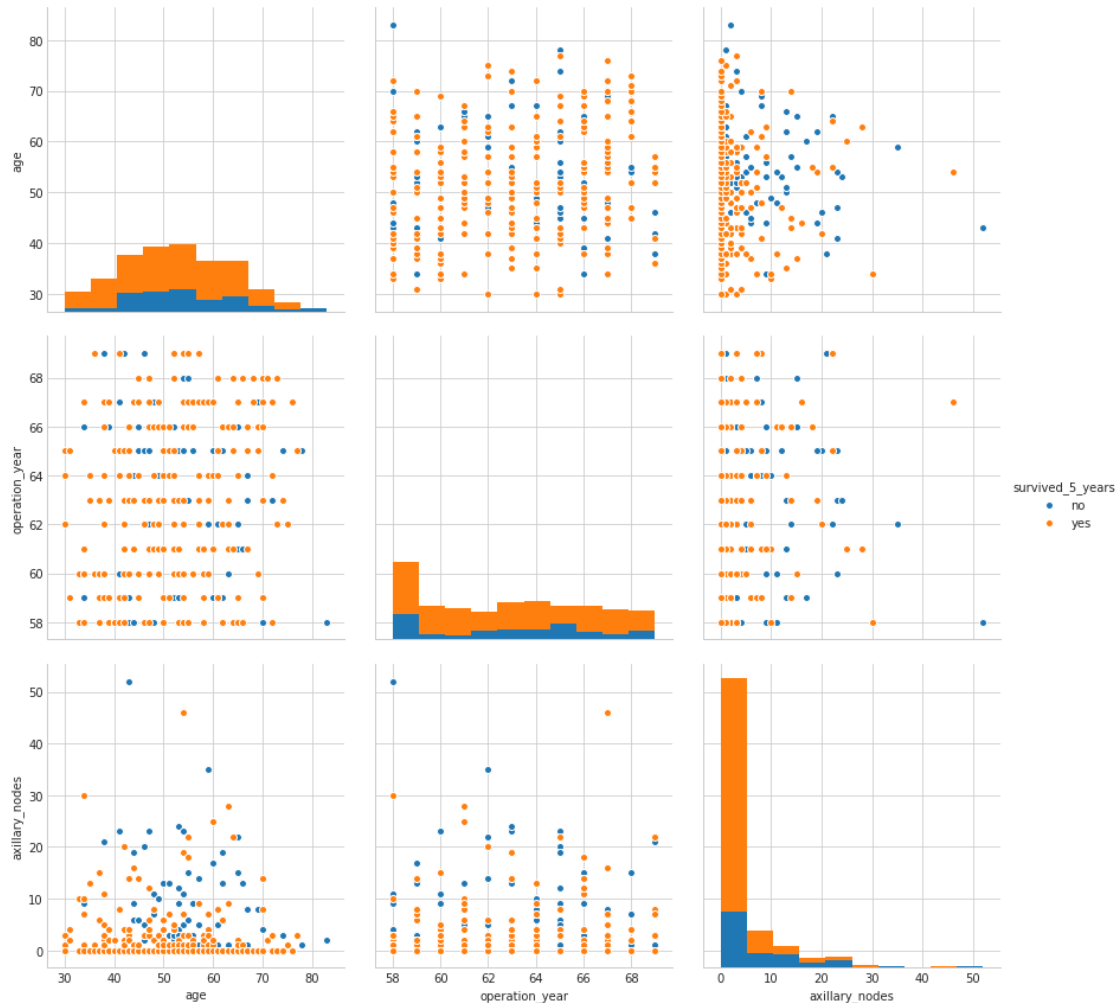 age
80
70
60
50
40
30
operation_year
68
66
64
62
60
58
survived_5_years
no
yes
axillary_nodes
50
40
30
20
10
0
30 40 50 60 70 80
age
58 60 62 64 66 68
operation_year
0 10 20 30 40 50
axillary_nodes